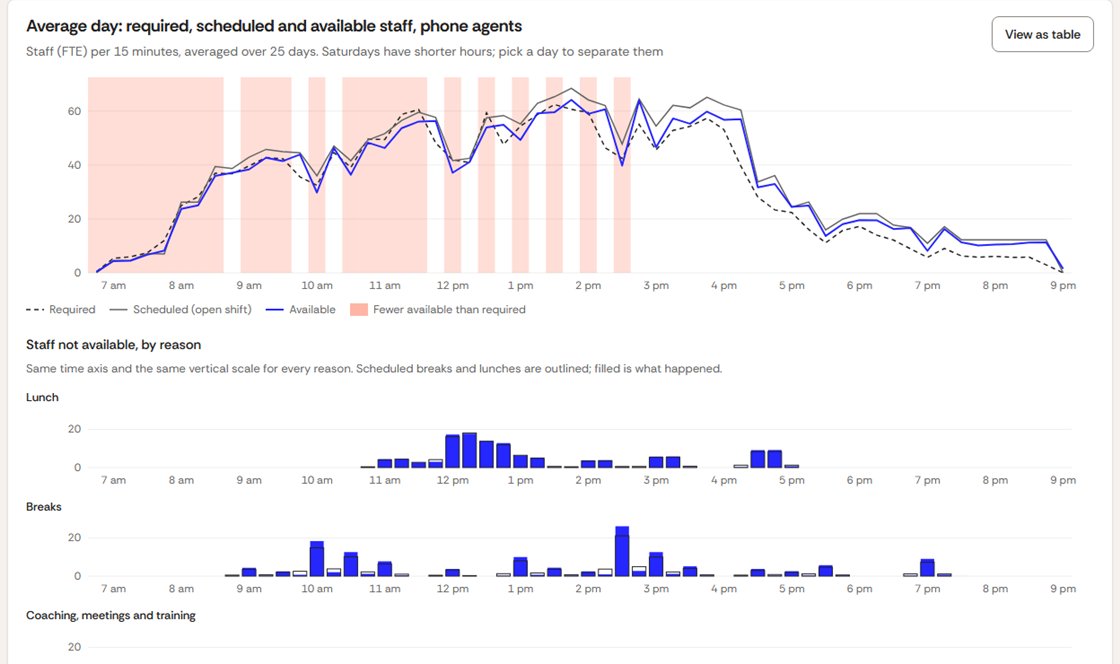 Average day: required, scheduled and available staff, phone agents
View as table
Staff (FTE) per 15 minutes, averaged over 25 days. Saturdays have shorter hours; pick a day to separate them
60
40
20
0
7 am 8 am 9 am 10 am 11 am 12 pm 1 pm 2 pm 3 pm 4 pm 5 pm 6 pm 7 pm 8 pm 9 pm
Required Scheduled (open shift) Available Fewer available than required
Staff not available, by reason
Same time axis and the same vertical scale for every reason. Scheduled breaks and lunches are outlined; filled is what happened.
Lunch
20
0
7 am 8 am 9 am 10 am 11 am 12 pm 1 pm 2 pm 3 pm 4 pm 5 pm 6 pm 7 pm 8 pm 9 pm
Breaks
20
0
7 am 8 am 9 am 10 am 11 am 12 pm 1 pm 2 pm 3 pm 4 pm 5 pm 6 pm 7 pm 8 pm 9 pm
Coaching, meetings and training
20